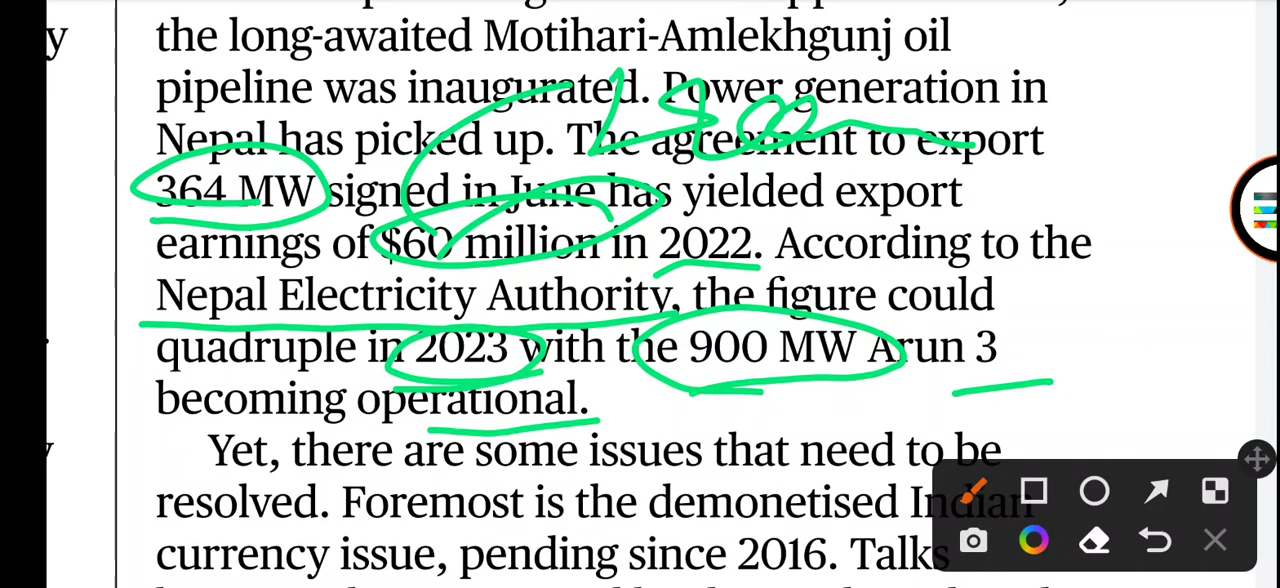 y
the long-awaited Motihari-Amlekhgunj oil
pipeline was inaugurated. Power generation in
Nepal has picked up. The agreement to export
364 MW signed in June has yielded export
earnings of $60 million in 2022. According to the
Nepal Electricity Authority, the figure could
quadruple in 2023 with the 900 MW Arun 3
becoming operational.
Yet, there are some issues that need to be
resolved. Foremost is the demonetised Indian
currency issue, pending since 2016. Talks